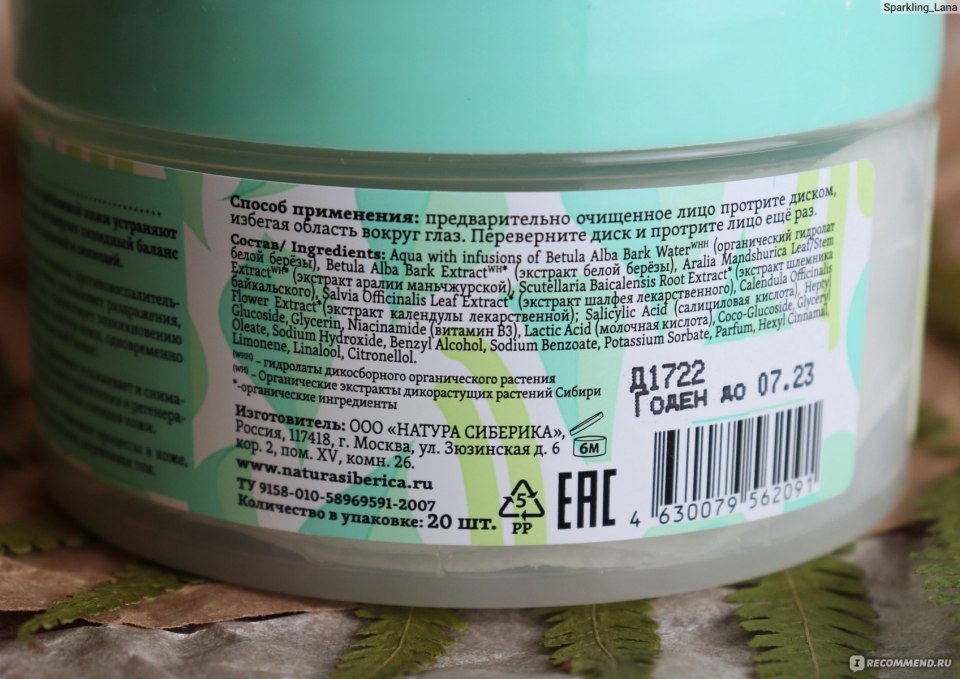 Sparkling_Lana
кожи устраняют
баланс
Способ применения: предварительно очищенное лицо протрите диском,
избегая область вокруг глаз. Переверните диск и протрите лицо ещё раз.
Состав/ Ingredients: Aqua with infusions of Betula Alba Bark Water(WHH) (органический гидролат
белой берёзы), Betula Alba Bark Extract(WH)* (экстракт белой берёзы), Aralia Mandshurica Leaf/Stem
Extract(WH)* (экстракт аралии маньчжурской), Scutellaria Baicalensis Root Extract* (экстракт шлемника
байкальского), Salvia Officinalis Leaf Extract* (экстракт шалфея лекарственного), Calendula Officinalis
Flower Extract*(экстракт календулы лекарственной); Salicylic Acid (салициловая кислота), Heptyl
Glucoside, Glycerin, Niacinamide (витамин B3), Lactic Acid (молочная кислота), Coco-Glucoside, Glyceryl
Oleate, Sodium Hydroxide, Benzyl Alcohol, Sodium Benzoate, Potassium Sorbate, Parfum, Hexyl Cinnamal,
Limonene, Linalool, Citronellol.
(WHH) – гидролаты дикосборного органического растения
(WH) – Органические экстракты дикорастущих растений Сибири
*-органические ингредиенты
Д1722
Годен до 07.23
Изготовитель: ООО «НАТУРА СИБЕРИКА»,
Россия, 117418, г. Москва, ул. Зюзинская д. 6
кор. 2, пом. XV, комн. 26.
6М
www.naturasiberica.ru
ТУ 9158-010-58969591-2007
Количество в упаковке: 20 шт.
5
PP
EAC
4 630079 562091
IRECOMMEND.RU